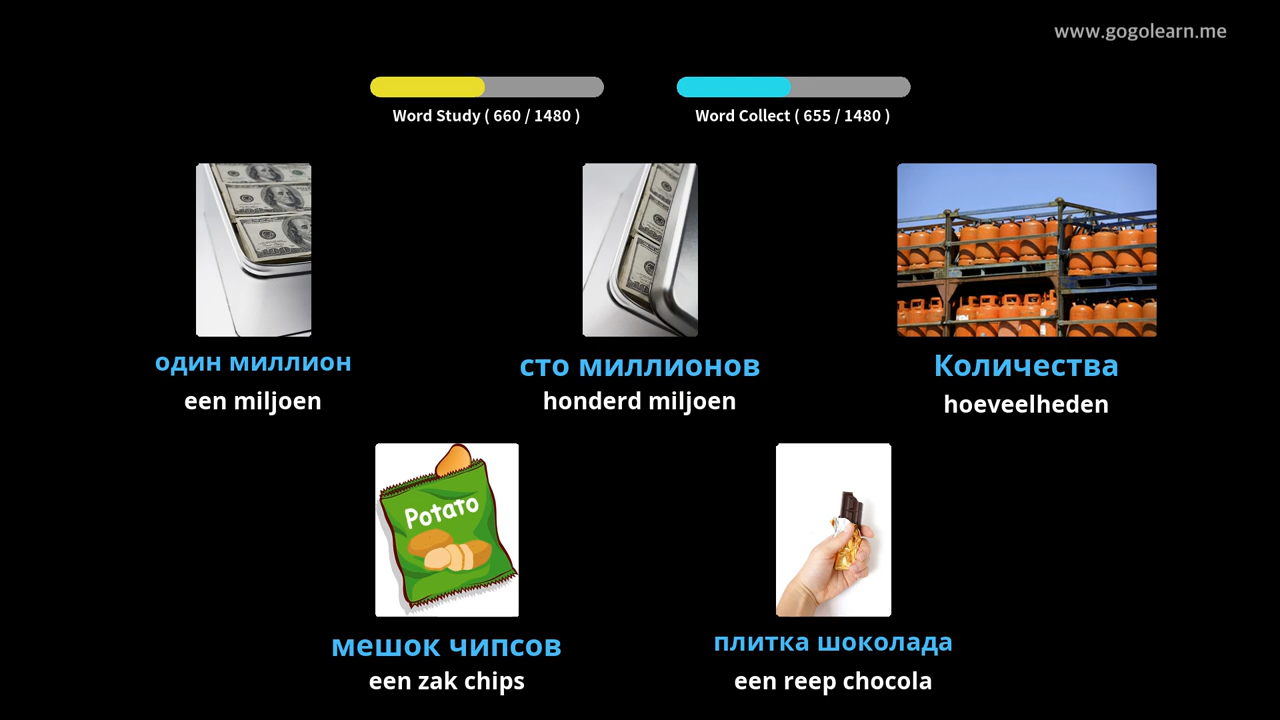 www.gogolearn.me
Word Study ( 660 / 1480 )
Word Collect ( 655 / 1480 )
один миллион
een miljoen
сто миллионов
honderd miljoen
Количества
hoeveelheden
Potato
мешок чипсов
een zak chips
плитка шоколада
een reep chocola